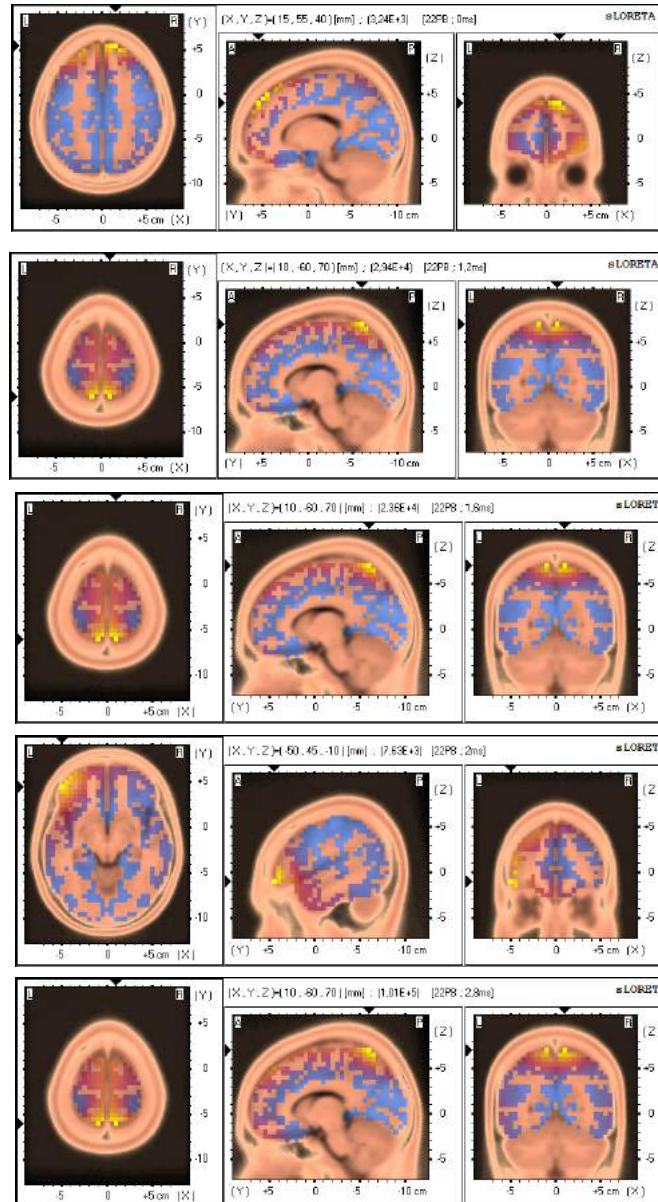 (X,Y,Z)=(15,55,40)[mm] ; (3,24E+3) [22PB ; 0ms] sLORETA
L R (Y) A P (Z) L R (Z)
+5 0 -5 -10
+5 0 -5
+5 0 -5
-5 0 +5 cm (X) (Y) +5 0 -5 -10 cm -5 0 +5 cm (X)
(X,Y,Z)=(10,-60,70)[mm] ; (2,94E+4) [22PB ; 1,2ms] sLORETA
L R (Y) A P (Z) L R (Z)
+5 0 -5 -10
+5 0 -5
+5 0 -5
-5 0 +5 cm (X) (Y) +5 0 -5 -10 cm -5 0 +5 cm (X)
(X,Y,Z)=(10,-60,70)[mm] ; (2,36E+4) [22PB ; 1,6ms] sLORETA
L R (Y) A P (Z) L R (Z)
+5 0 -5 -10
+5 0 -5
+5 0 -5
-5 0 +5 cm (X) (Y) +5 0 -5 -10 cm -5 0 +5 cm (X)
(X,Y,Z)=(-50,45,-10)[mm] ; (7,63E+3) [22PB ; 2ms] sLORETA
L R (Y) A P (Z) L R (Z)
+5 0 -5 -10
+5 0 -5
+5 0 -5
-5 0 +5 cm (X) (Y) +5 0 -5 -10 cm -5 0 +5 cm (X)
(X,Y,Z)=(10,-60,70)[mm] ; (1,01E+5) [22PB ; 2,8ms] sLORETA
L R (Y) A P (Z) L R (Z)
+5 0 -5 -10
+5 0 -5
+5 0 -5
-5 0 +5 cm (X) (Y) +5 0 -5 -10 cm -5 0 +5 cm (X)